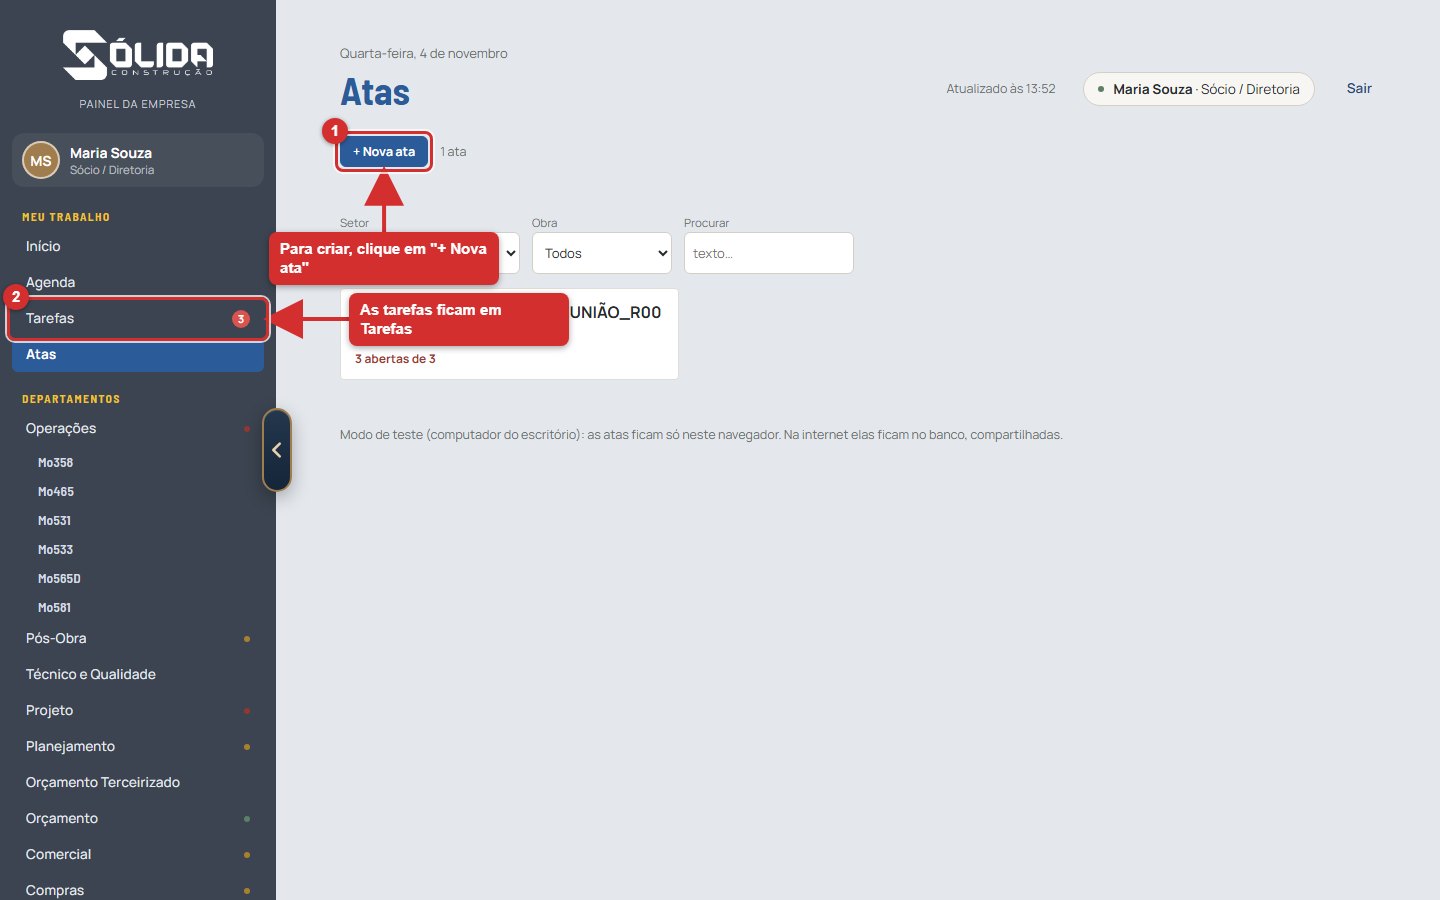 SÓLIDA
CONSTRUÇÃO
PAINEL DA EMPRESA
MS
Maria Souza
Sócio / Diretoria
MEU TRABALHO
Início
Agenda
2
Tarefas
3
Atas
DEPARTAMENTOS
Operações
Mo358
Mo465
Mo531
Mo533
Mo565D
Mo581
Pós-Obra
Técnico e Qualidade
Projeto
Planejamento
Orçamento Terceirizado
Orçamento
Comercial
Compras
Quarta-feira, 4 de novembro
Atas
Atualizado às 13:52
Maria Souza · Sócio / Diretoria
Sair
1
+ Nova ata
1 ata
Setor
Obra
Procurar
Para criar, clique em "+ Nova
ata"
Todos
texto...
As tarefas ficam em
Tarefas
UNIÃO_R00
3 abertas de 3
Modo de teste (computador do escritório): as atas ficam só neste navegador. Na internet elas ficam no banco, compartilhadas.